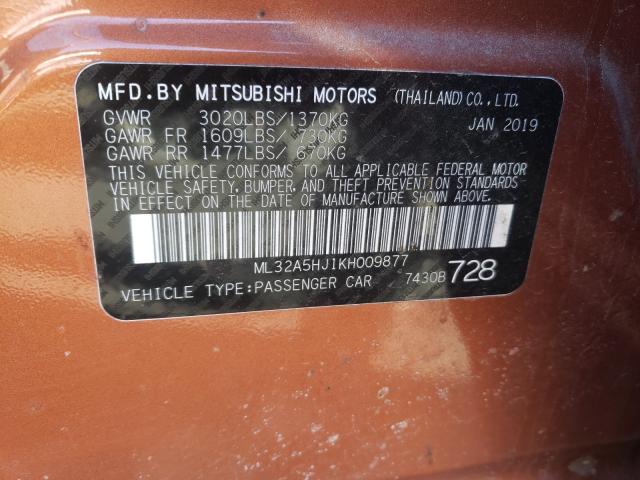 MFD.BY MITSUBISHI MOTORS (THAILAND)CO.,LTD.
GVWR 3020LBS/1370KG JAN 2019
GAWR FR 1609LBS/ 730KG
GAWR RR 1477LBS/ 670KG
THIS VEHICLE CONFORMS TO ALL APPLICABLE FEDERAL MOTOR
VEHICLE SAFETY, BUMPER, AND THEFT PREVENTION STANDARDS
IN EFFECT ON THE DATE OF MANUFACTURE SHOWN ABOVE.
ML32A5HJ1KH009877
VEHICLE TYPE:PASSENGER CAR 7430B 728